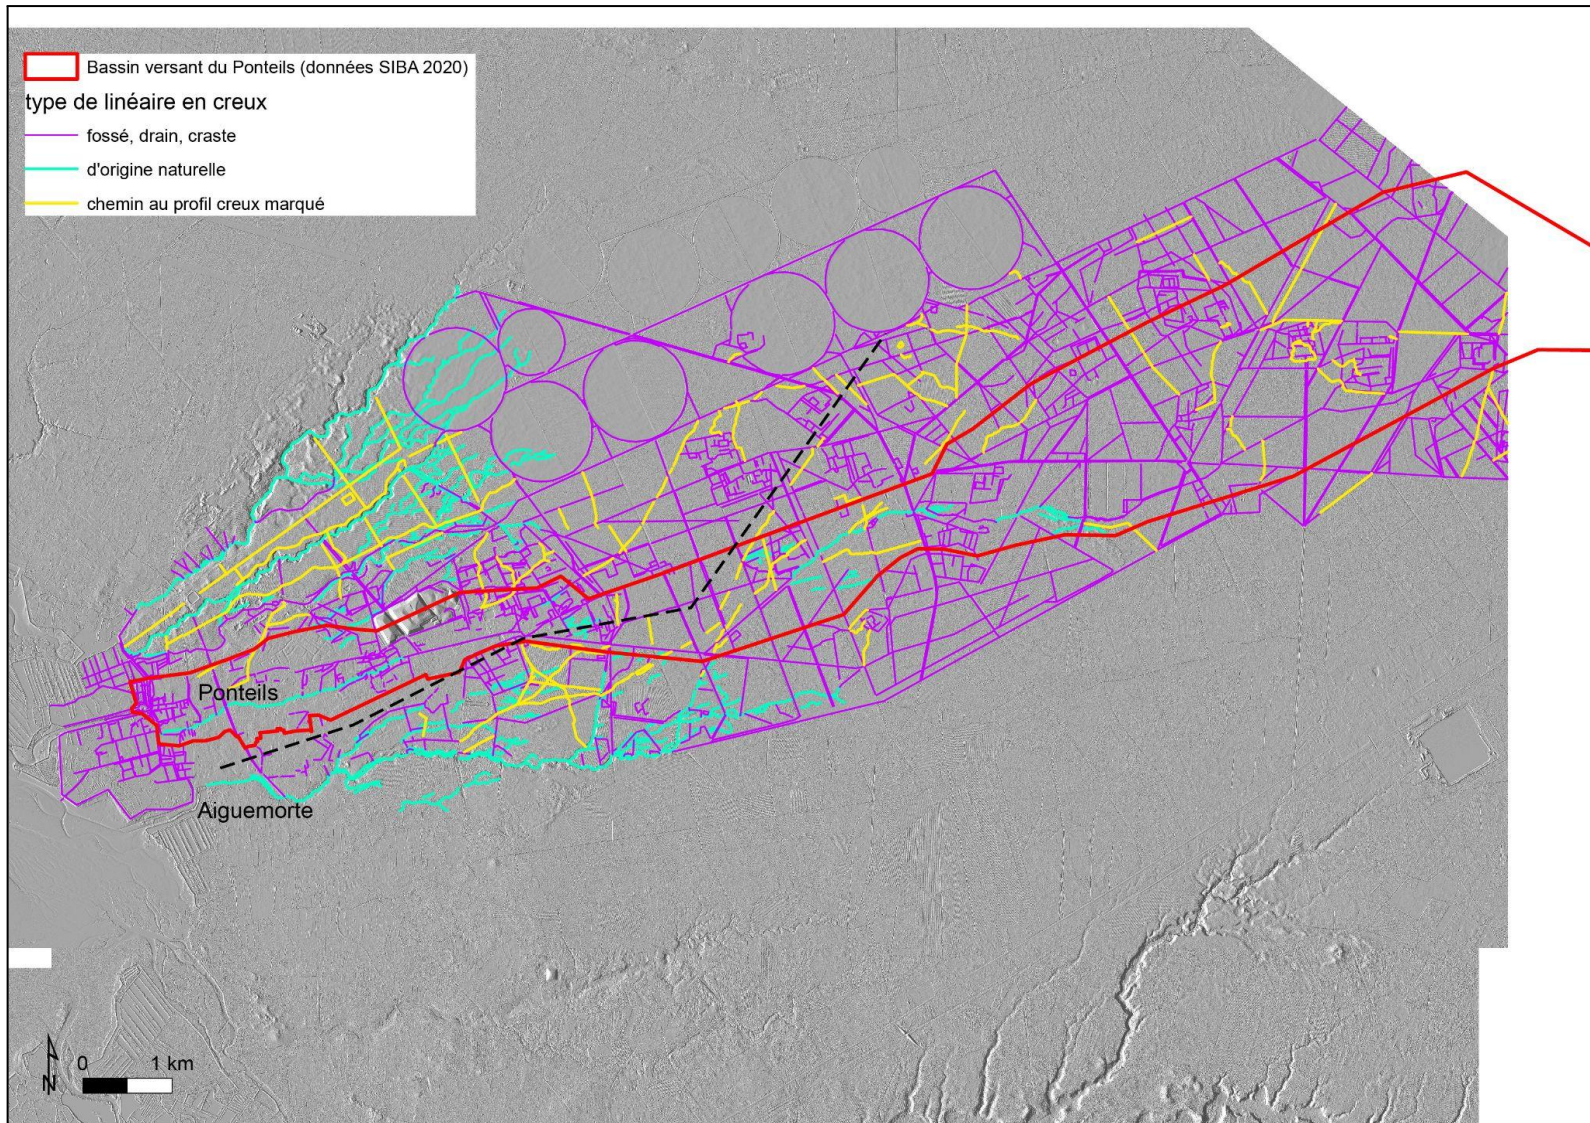 Bassin versant du Ponteils (données SIBA 2020)
type de linéaire en creux
fossé, drain, craste
d'origine naturelle
chemin au profil creux marqué
Ponteils
Aiguemorte
N
0 1 km